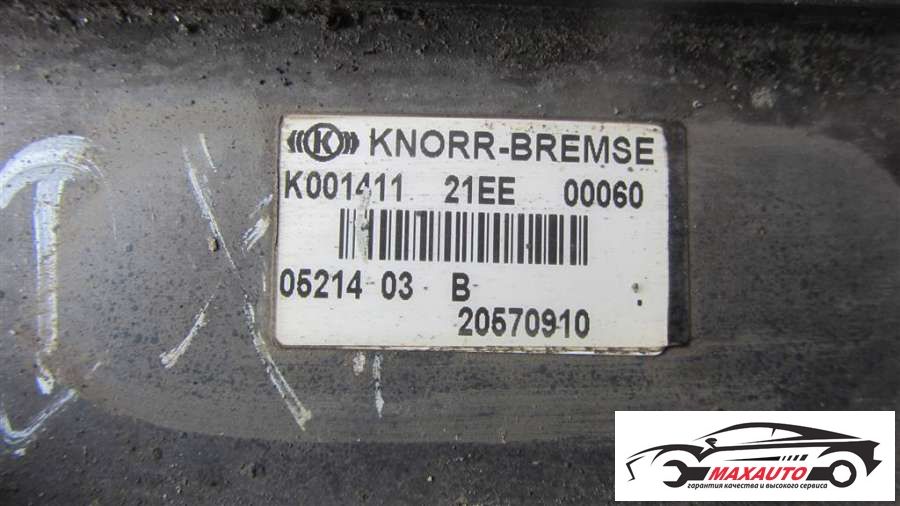 K KNORR-BREMSE
K001411 21EE 00060
05214 03 B
20570910
MAXAUTO
гарантия качества и высокого сервиса